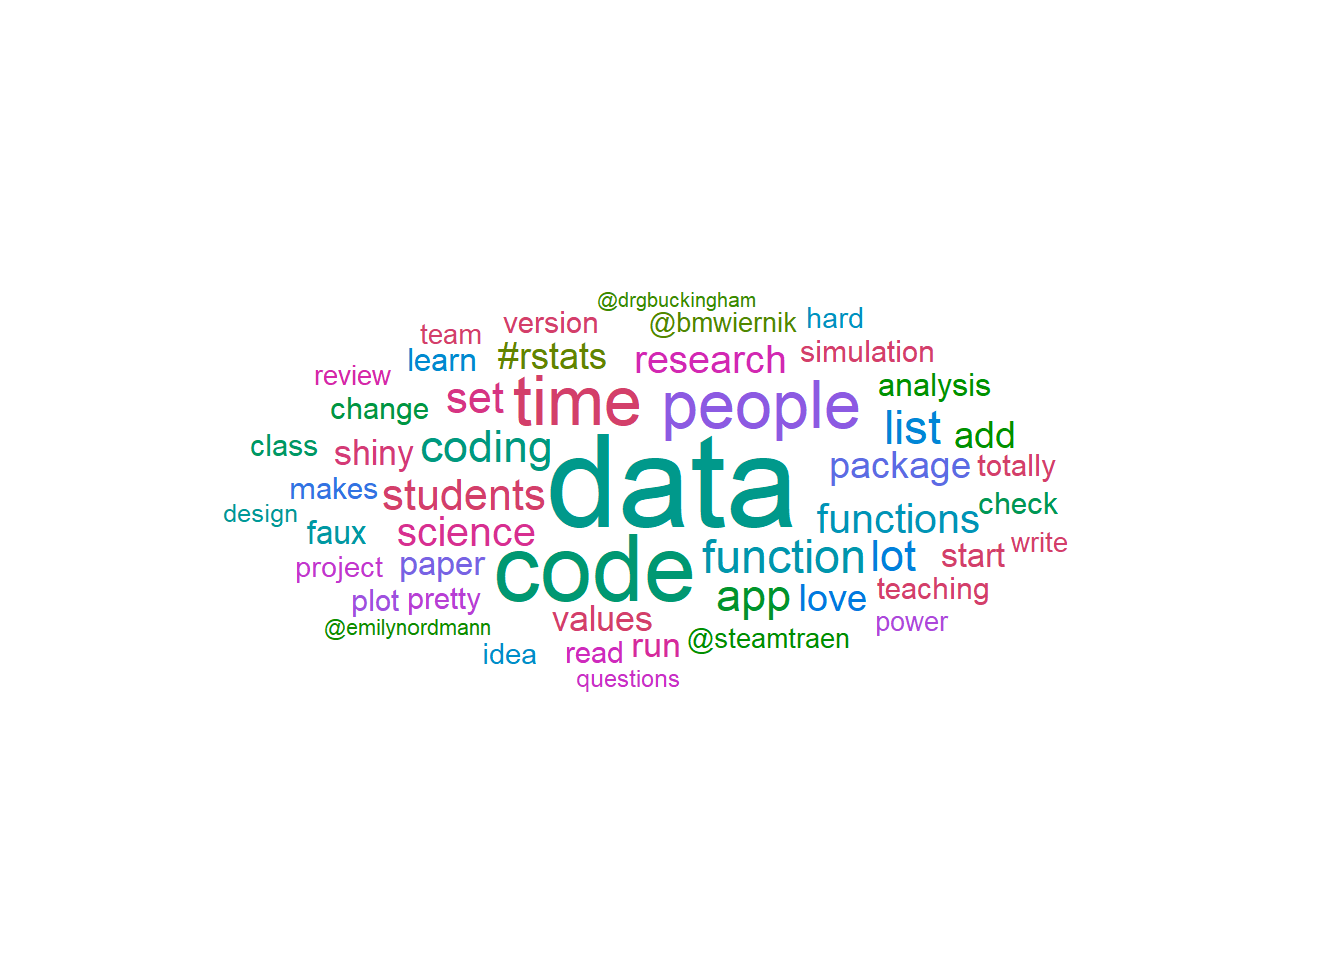 @drgbuckingham
version @bmwiernik hard
team
learn #rstats research simulation
review set time people analysis
change list add
class shiny coding package totally
makes students data check
design faux science functions
project paper code function lot start write
plot pretty app love teaching
@emilynordmann values power
idea read run @steamtraen
questions